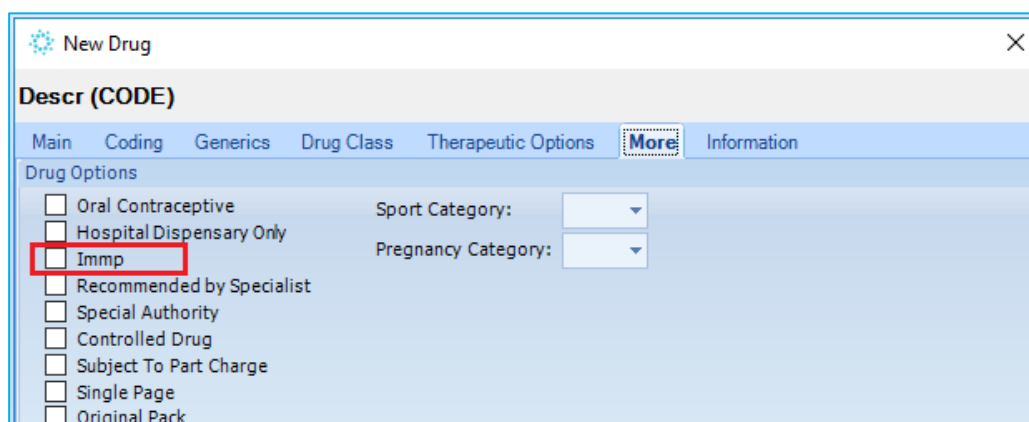 New Drug
Descr (CODE)
Main Coding Generics Drug Class Therapeutic Options More Information
Drug Options
Oral Contraceptive Sport Category:
Hospital Dispensary Only
Immp Pregnancy Category:
Recommended by Specialist
Special Authority
Controlled Drug
Subject To Part Charge
Single Page
Original Pack